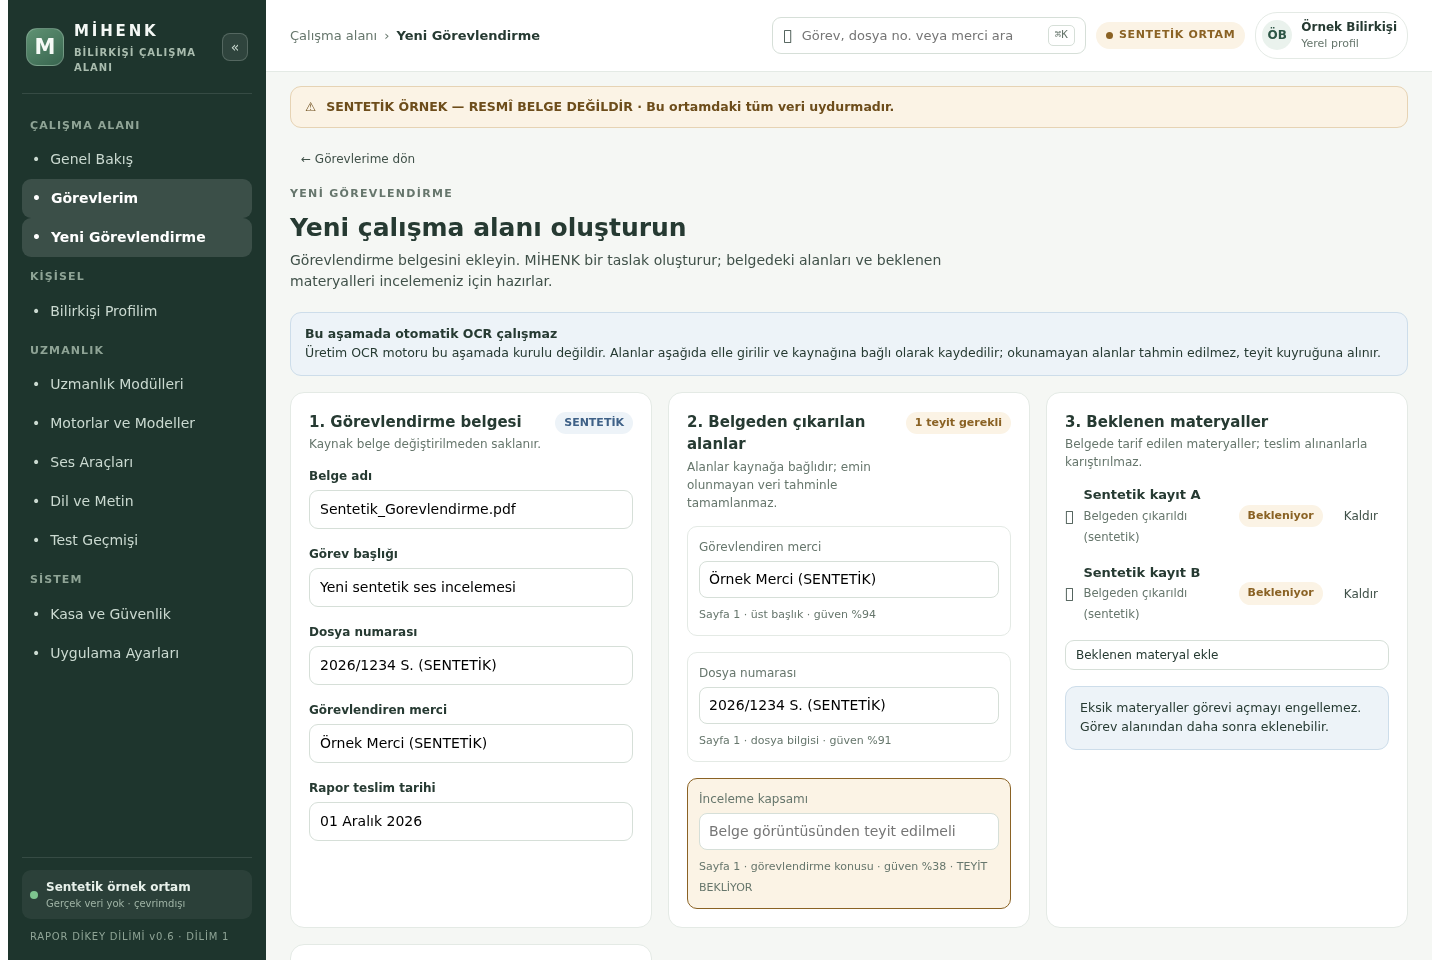 M
MİHENK
BİLİRKİŞİ ÇALIŞMA
ALANI
«
ÇALIŞMA ALANI
• Genel Bakış
• Görevlerim
• Yeni Görevlendirme
KİŞİSEL
• Bilirkişi Profilim
UZMANLIK
• Uzmanlık Modülleri
• Motorlar ve Modeller
• Ses Araçları
• Dil ve Metin
• Test Geçmişi
SİSTEM
• Kasa ve Güvenlik
• Uygulama Ayarları
Sentetik örnek ortam
Gerçek veri yok · çevrimdışı
RAPOR DİKEY DİLİMİ v0.6 · DİLİM 1
Çalışma alanı › Yeni Görevlendirme
Görev, dosya no. veya merci ara ⌘K
SENTETİK ORTAM
ÖB
Örnek Bilirkişi
Yerel profil
⚠ SENTETİK ÖRNEK — RESMÎ BELGE DEĞİLDİR · Bu ortamdaki tüm veri uydurmadır.
← Görevlerime dön
YENİ GÖREVLENDİRME
Yeni çalışma alanı oluşturun
Görevlendirme belgesini ekleyin. MİHENK bir taslak oluşturur; belgedeki alanları ve beklenen
materyalleri incelemeniz için hazırlar.
Bu aşamada otomatik OCR çalışmaz
Üretim OCR motoru bu aşamada kurulu değildir. Alanlar aşağıda elle girilir ve kaynağına bağlı olarak kaydedilir; okunamayan alanlar tahmin edilmez, teyit kuyruğuna alınır.
1. Görevlendirme belgesi
SENTETİK
Kaynak belge değiştirilmeden saklanır.
Belge adı
Sentetik_Gorevlendirme.pdf
Görev başlığı
Yeni sentetik ses incelemesi
Dosya numarası
2026/1234 S. (SENTETİK)
Görevlendiren merci
Örnek Merci (SENTETİK)
Rapor teslim tarihi
01 Aralık 2026
2. Belgeden çıkarılan
alanlar
1 teyit gerekli
Alanlar kaynağa bağlıdır; emin
olunmayan veri tahminle
tamamlanmaz.
Görevlendiren merci
Örnek Merci (SENTETİK)
Sayfa 1 · üst başlık · güven %94
Dosya numarası
2026/1234 S. (SENTETİK)
Sayfa 1 · dosya bilgisi · güven %91
İnceleme kapsamı
Belge görüntüsünden teyit edilmeli
Sayfa 1 · görevlendirme konusu · güven %38 · TEYİT
BEKLİYOR
3. Beklenen materyaller
Belgede tarif edilen materyaller; teslim alınanlarla
karıştırılmaz.
Sentetik kayıt A
Belgeden çıkarıldı
(sentetik)
Bekleniyor
Kaldır
Sentetik kayıt B
Belgeden çıkarıldı
(sentetik)
Bekleniyor
Kaldır
Beklenen materyal ekle
Eksik materyaller görevi açmayı engellemez.
Görev alanından daha sonra eklenebilir.